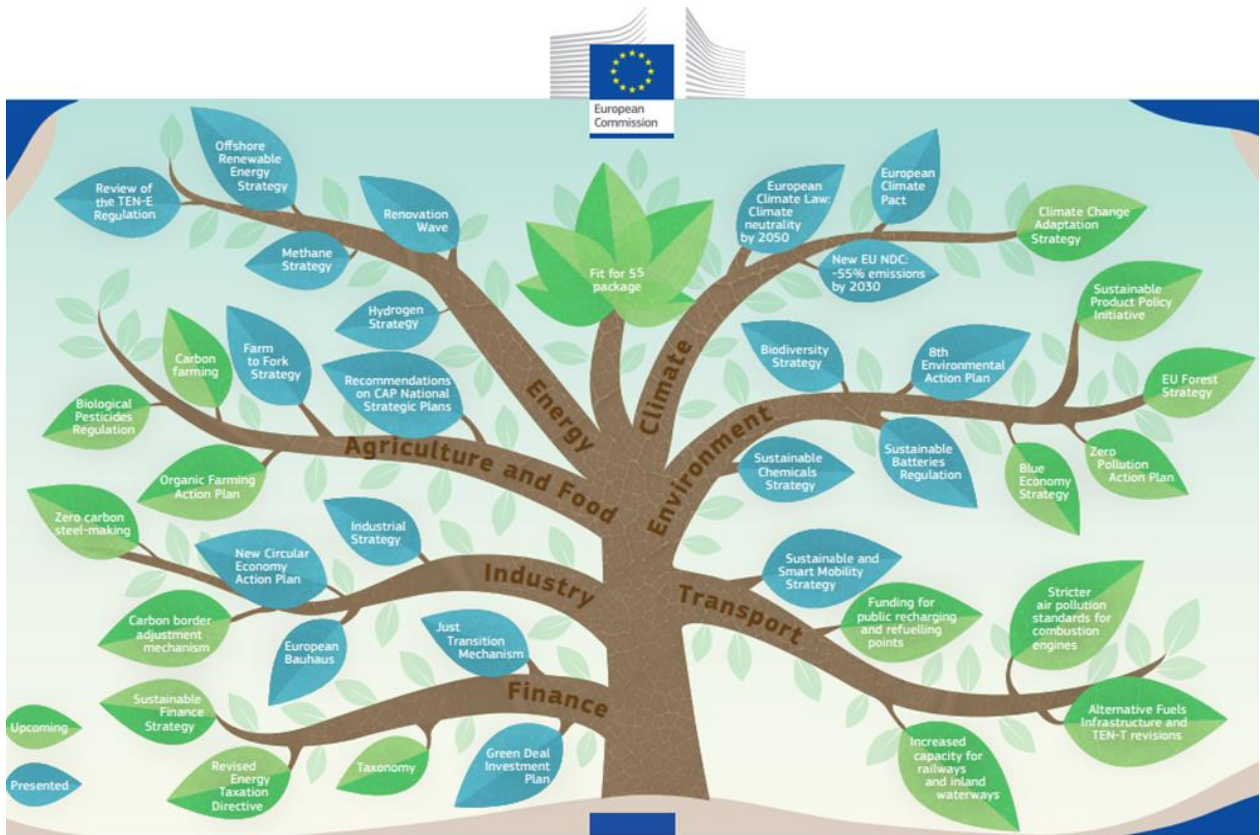 European
Commission
Offshore
Renewable
Energy
Strategy
Review of
the TEN-E
Regulation
Renovation
Wave
Methane
Strategy
Hydrogen
Strategy
Energy
Fit for 55
package
European
Climate Law:
Climate
neutrality
by 2050
European
Climate
Pact
Climate Change
Adaptation
Strategy
New EU NDC:
-55% emissions
by 2030
Climate
Carbon
farming
Farm
to Fork
Strategy
Recommendations
on CAP National
Strategic Plans
Biological
Pesticides
Regulation
Organic Farming
Action Plan
Agriculture and Food
Sustainable
Product Policy
Initiative
Biodiversity
Strategy
8th
Environmental
Action Plan
EU Forest
Strategy
Sustainable
Chemicals
Strategy
Sustainable
Batteries
Regulation
Blue
Economy
Strategy
Zero
Pollution
Action Plan
Environment
Zero carbon
steel-making
New Circular
Economy
Action Plan
Industrial
Strategy
Carbon border
adjustment
mechanism
European
Bauhaus
Industry
Sustainable and
Smart Mobility
Strategy
Funding for
public recharging
and refuelling
points
Stricter
air pollution
standards for
combustion
engines
Alternative Fuels
Infrastructure and
TEN-T revisions
Increased
capacity for
railways
and inland
waterways
Transport
Just
Transition
Mechanism
Sustainable
Finance
Strategy
Revised
Energy
Taxation
Directive
Taxonomy
Green Deal
Investment
Plan
Finance
Upcoming
Presented